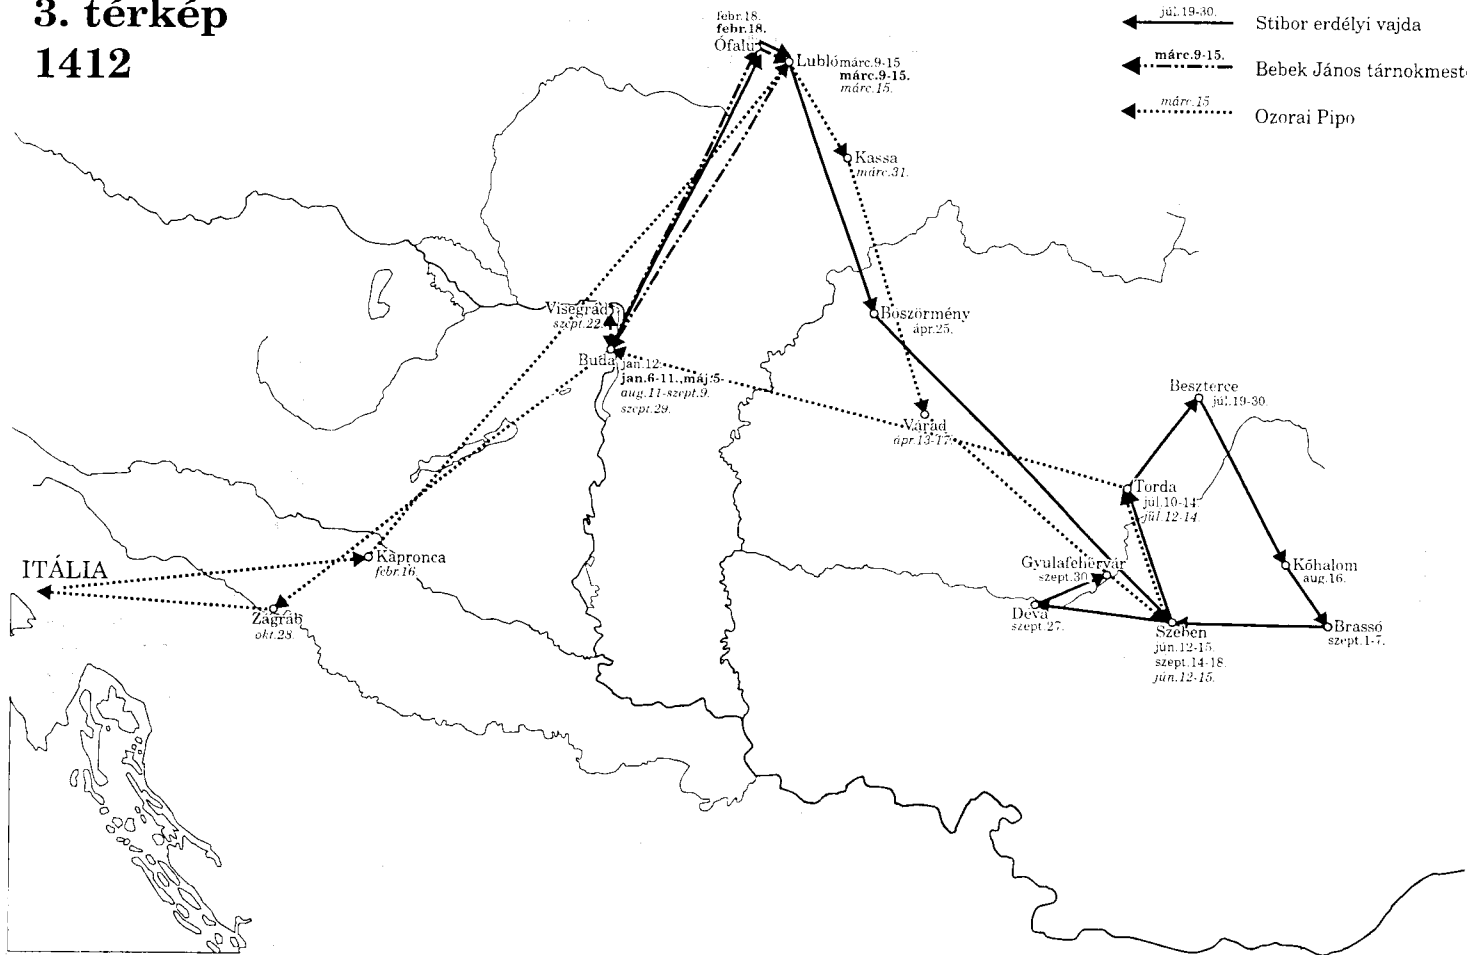 3. térkép
1412
febr.18.
febr.18.
Ófalu
Lubló márc.9-15
márc.9-15.
márc.15.
júl.19-30.
Stibor erdélyi vajda
márc.9-15.
Bebek János tárnokmest
márc.15
Ozorai Pipo
Kassa
márc.31.
Visegrád
szept.22.
Böszörmény
ápr.25.
Buda
jan.12.
jan.6-11.,máj.5-
aug.11-szept.9.
szept.29.
Beszterce
júl.19-30.
Várad
ápr.13-17.
Torda
júl.10-14.
júl.12-14.
ITÁLIA
Kapronca
febr.16.
Zágráb
okt.28.
Gyulafehérvár
szept.30.
Kőhalom
aug.16.
Déva
szept.27.
Szeben
jún.12-15.
szept.14-18.
jún.12-15.
Brassó
szept.1-7.